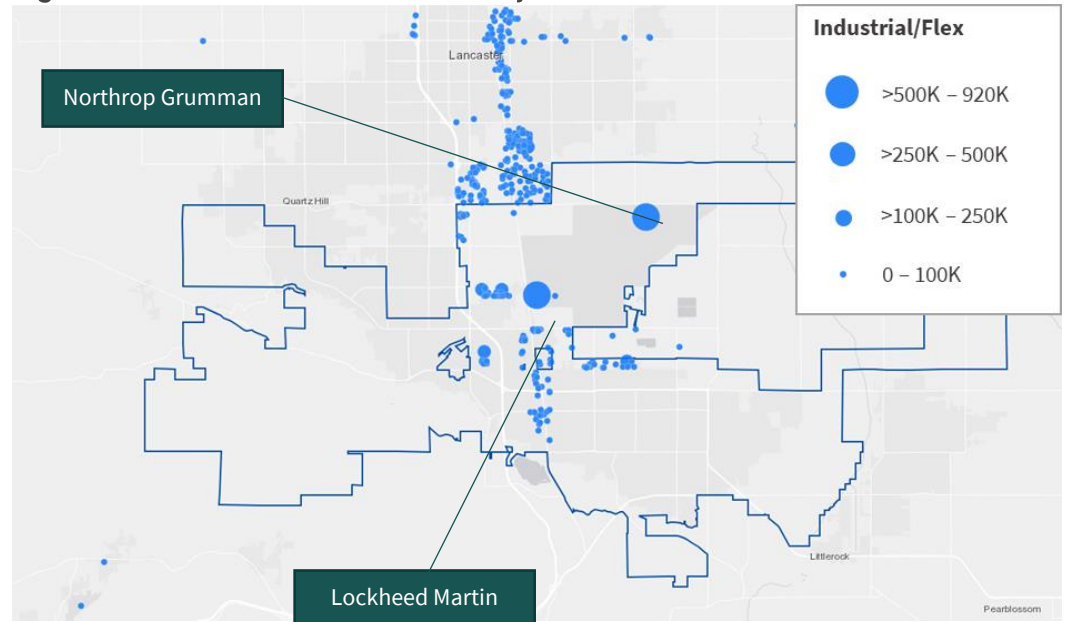 Industrial/Flex
Lancaster
Northrop Grumman
>500K – 920K
>250K – 500K
>100K – 250K
0 – 100K
Quartz Hill
Littlerock
Lockheed Martin
Pearblossom